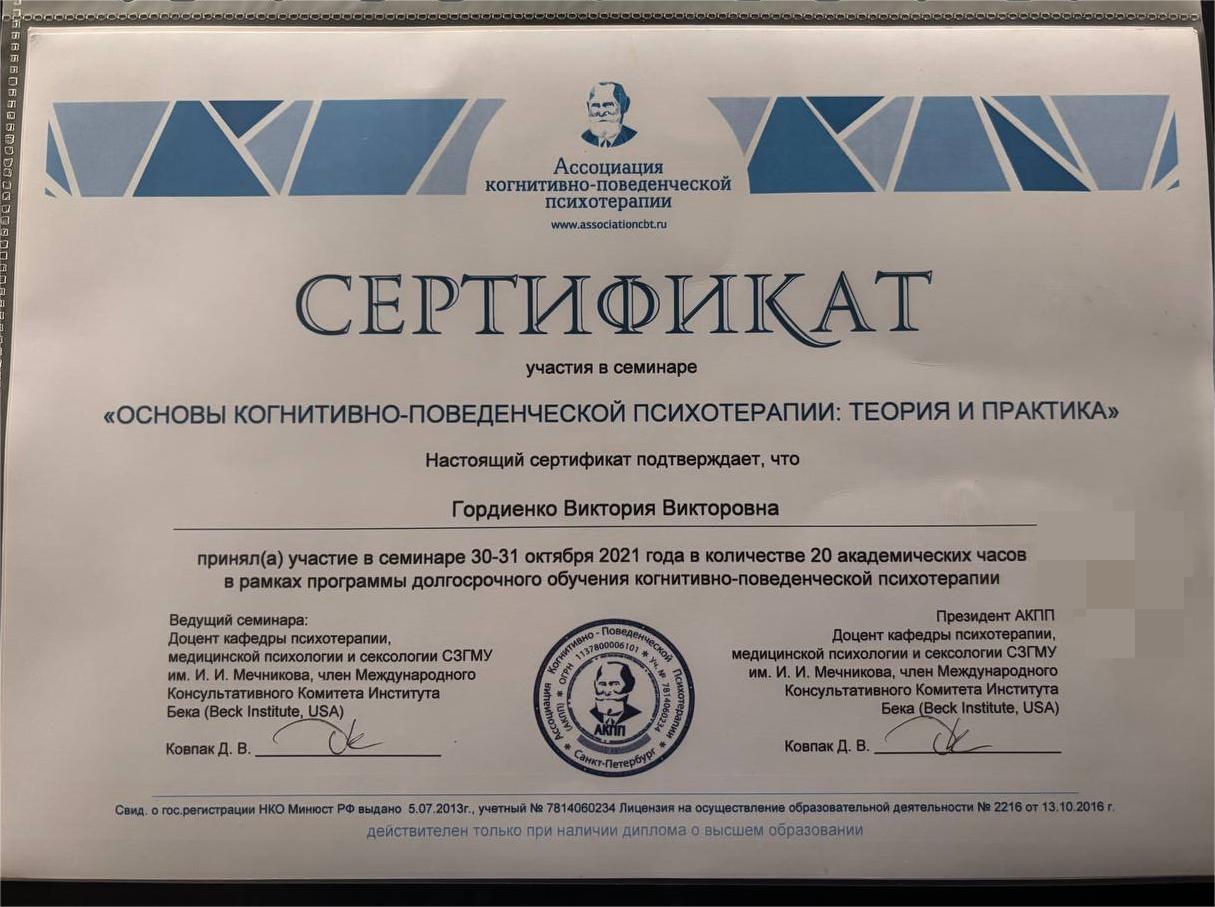 Ассоциация
когнитивно-поведенческой
психотерапии
www.associationcbt.ru
СЕРТИФИКАТ
участия в семинаре
«ОСНОВЫ КОГНИТИВНО-ПОВЕДЕНЧЕСКОЙ ПСИХОТЕРАПИИ: ТЕОРИЯ И ПРАКТИКА»
Настоящий сертификат подтверждает, что
Гордиенко Виктория Викторовна
принял(а) участие в семинаре 30-31 октября 2021 года в количестве 20 академических часов
в рамках программы долгосрочного обучения когнитивно-поведенческой психотерапии
Ведущий семинара:
Доцент кафедры психотерапии,
медицинской психологии и сексологии СЗГМУ
им. И. И. Мечникова, член Международного
Консультативного Комитета Института
Бека (Beck Institute, USA)
Ковпак Д. В.
Ассоциация Когнитивно - Поведенческой Психотерапии
(АКПП) * ОГРН 1137800006101 * Уч. № 7814060234
АКПП
* Санкт-Петербург *
Президент АКПП
Доцент кафедры психотерапии,
медицинской психологии и сексологии СЗГМУ
им. И. И. Мечникова, член Международного
Консультативного Комитета Института
Бека (Beck Institute, USA)
Ковпак Д. В.
Свид. о гос.регистрации НКО Минюст РФ выдано 5.07.2013г., учетный № 7814060234 Лицензия на осуществление образовательной деятельности № 2216 от 13.10.2016 г.
действителен только при наличии диплома о высшем образовании